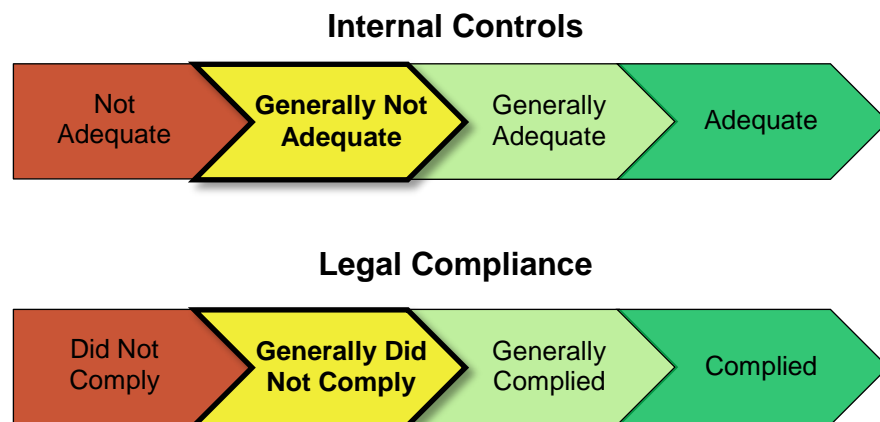 Internal Controls
Not
Adequate
Generally Not
Adequate
Generally
Adequate
Adequate
Legal Compliance
Did Not
Comply
Generally Did
Not Comply
Generally
Complied
Complied